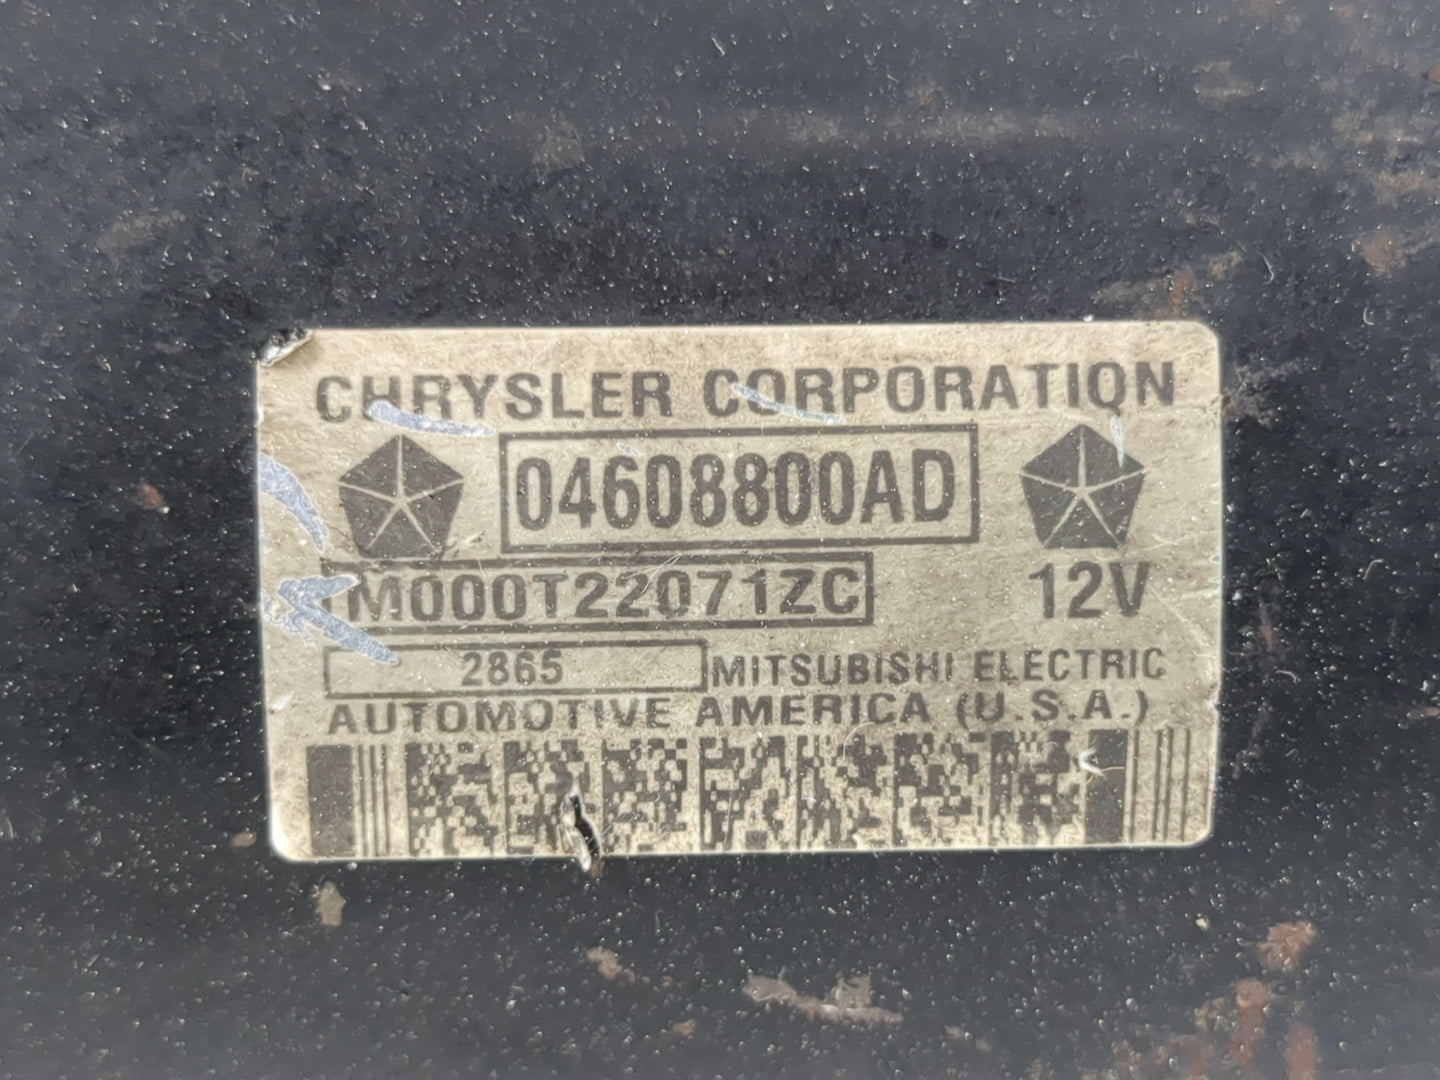 CHRYSLER CORPORATION
04608800AD
M000T22071ZC 12V
2865 MITSUBISHI ELECTRIC
AUTOMOTIVE AMERICA (U.S.A.)